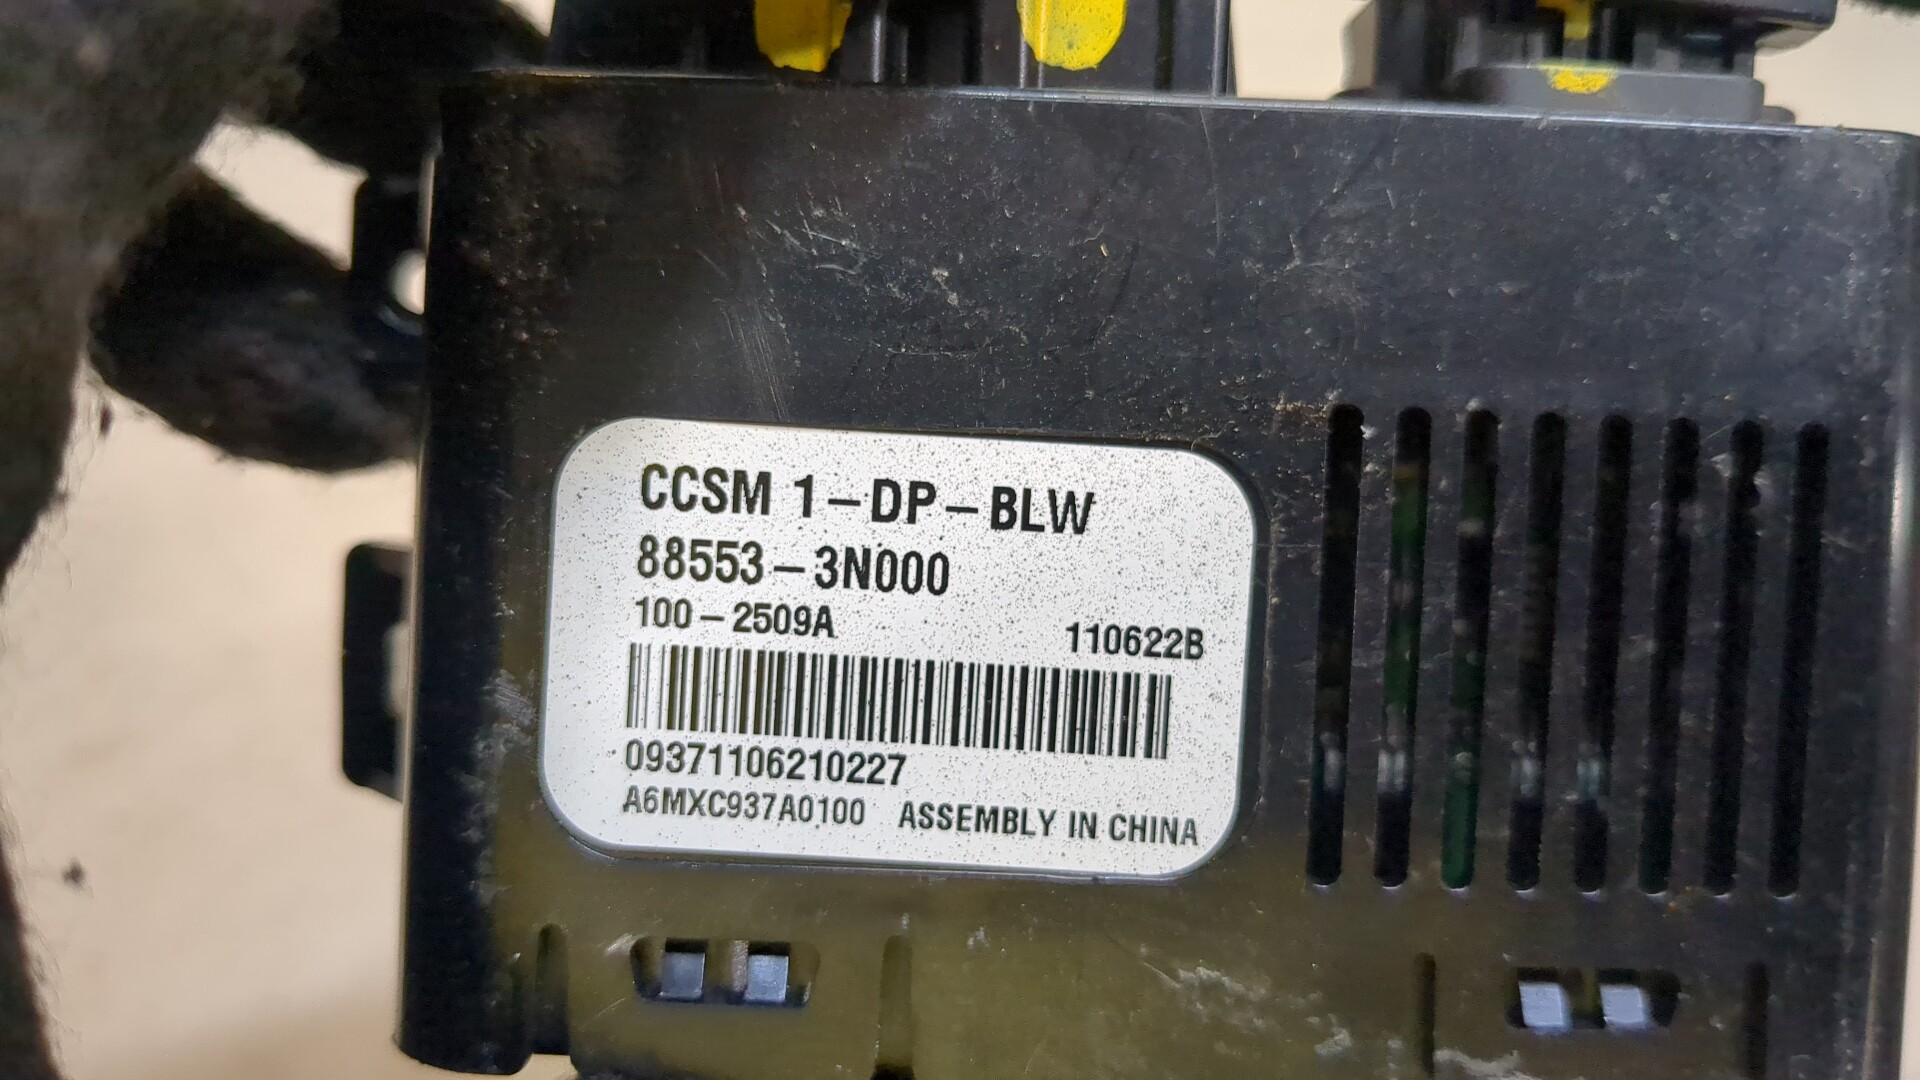 CCSM 1-DP-BLW
88553-3N000
100-2509A 110622B
09371106210227
A6MXC937A0100 ASSEMBLY IN CHINA